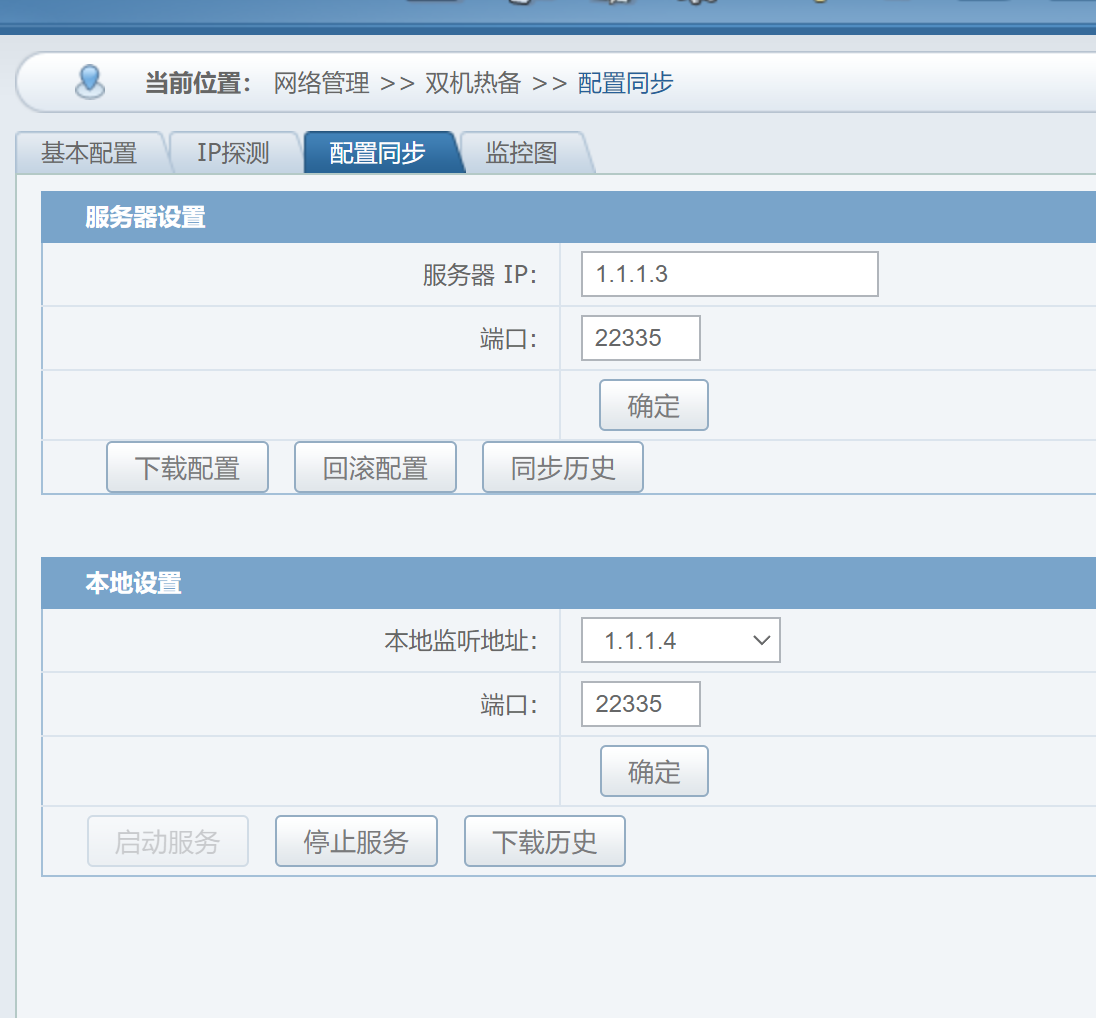 当前位置： 网络管理 >> 双机热备 >> 配置同步
基本配置 IP探测 配置同步 监控图
服务器设置
服务器 IP: 1.1.1.3
端口: 22335
确定
下载配置 回滚配置 同步历史
本地设置
本地监听地址: 1.1.1.4
端口: 22335
确定
启动服务 停止服务 下载历史